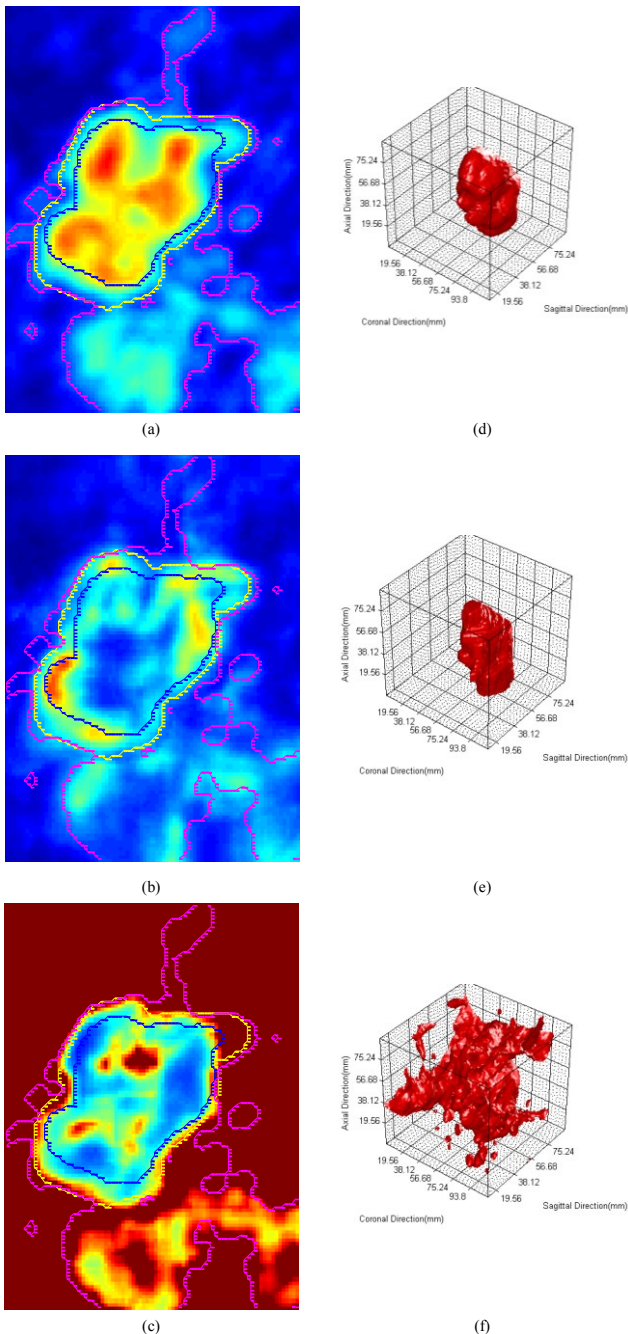 (a)
Axial Direction(mm)
75.24
56.68
38.12
19.56
19.56
38.12
56.68
75.24
93.8
19.56
38.12
56.68
75.24
Coronal Direction(mm)
Sagittal Direction(mm)
(d)
(b)
Axial Direction(mm)
75.24
56.68
38.12
19.56
19.56
38.12
56.68
75.24
93.8
19.56
38.12
56.68
75.24
Coronal Direction(mm)
Sagittal Direction(mm)
(e)
(c)
Axial Direction(mm)
75.24
56.68
38.12
19.56
19.56
38.12
56.68
75.24
93.8
19.56
38.12
56.68
75.24
Coronal Direction(mm)
Sagittal Direction(mm)
(f)